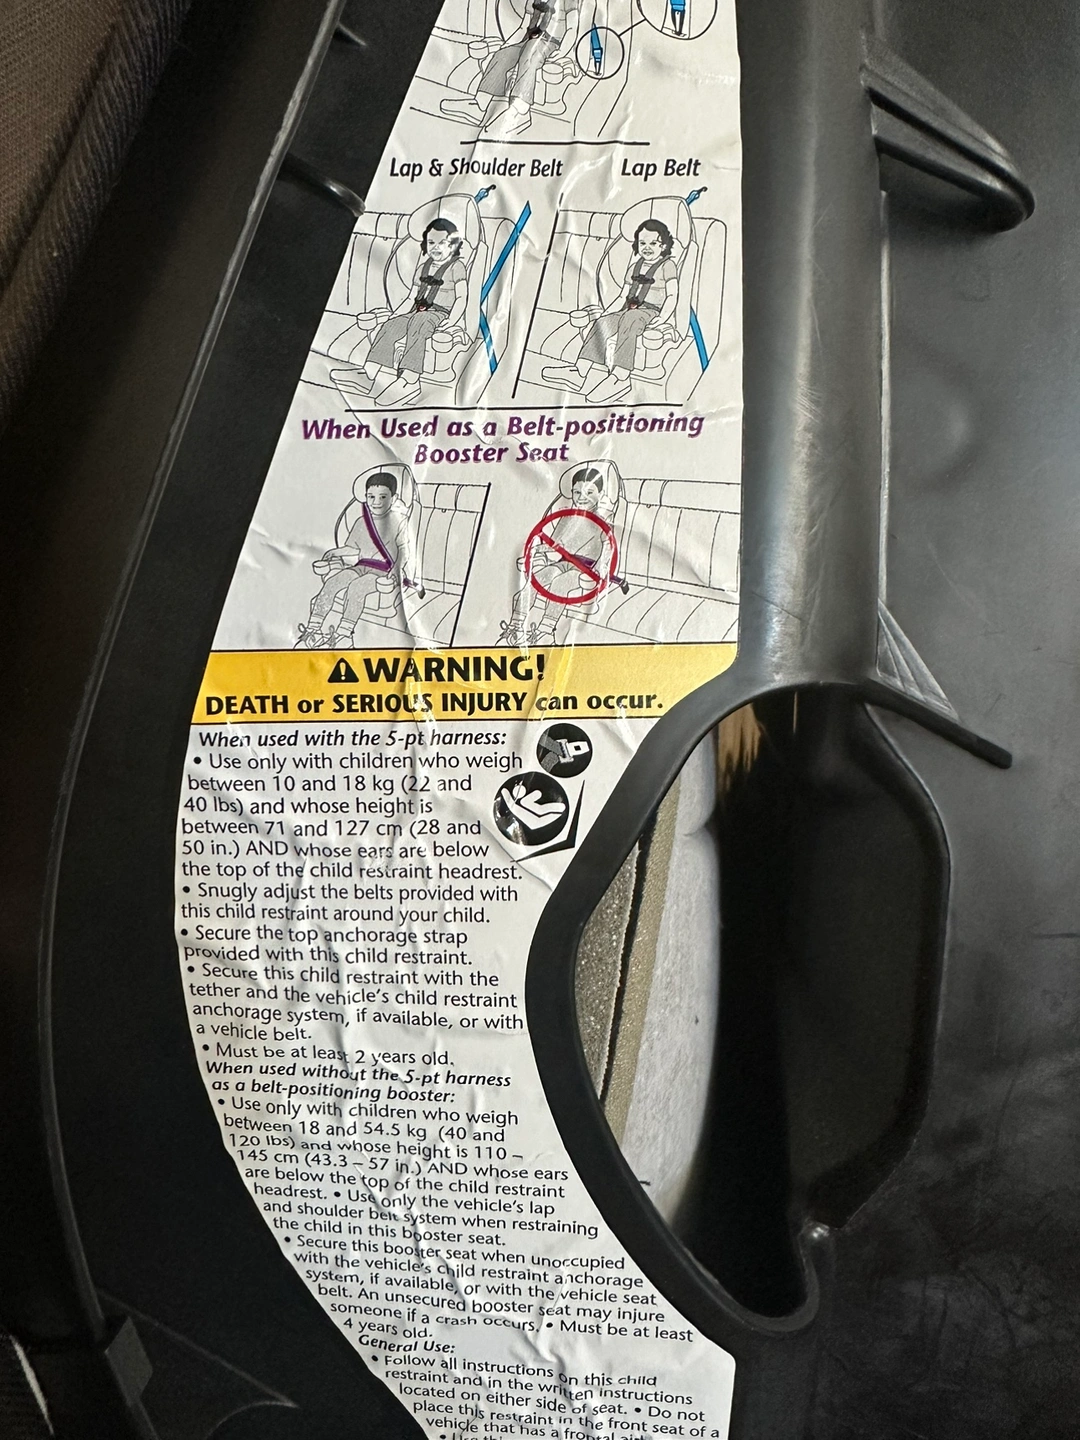 Lap & Shoulder Belt
Lap Belt
When Used as a Belt-positioning
Booster Seat
WARNING!
DEATH or SERIOUS INJURY can occur.
When used with the 5-pt harness:
• Use only with children who weigh
between 10 and 18 kg (22 and
40 lbs) and whose height is
between 71 and 127 cm (28 and
50 in.) AND whose ears are below
the top of the child restraint headrest.
• Snugly adjust the belts provided with
this child restraint around your child.
• Secure the top anchorage strap
provided with this child restraint.
• Secure this child restraint with the
tether and the vehicle's child restraint
anchorage system, if available, or with
a vehicle belt.
• Must be at least 2 years old.
When used without the 5-pt harness
as a belt-positioning booster:
• Use only with children who weigh
between 18 and 54.5 kg (40 and
120 lbs) and whose height is 110 –
145 cm (43.3 – 57 in.) AND whose ears
are below the top of the child restraint
headrest. • Use only the vehicle's lap
and shoulder belt system when restraining
the child in this booster seat.
• Secure this booster seat when unoccupied
with the vehicle's child restraint anchorage
system, if available, or with the vehicle seat
belt. An unsecured booster seat may injure
someone if a crash occurs. • Must be at least
4 years old.
General Use:
• Follow all instructions on this child
restraint and in the written instructions
located on either side of seat. • Do not
place this restraint in the front seat of a
vehicle that has a frontal